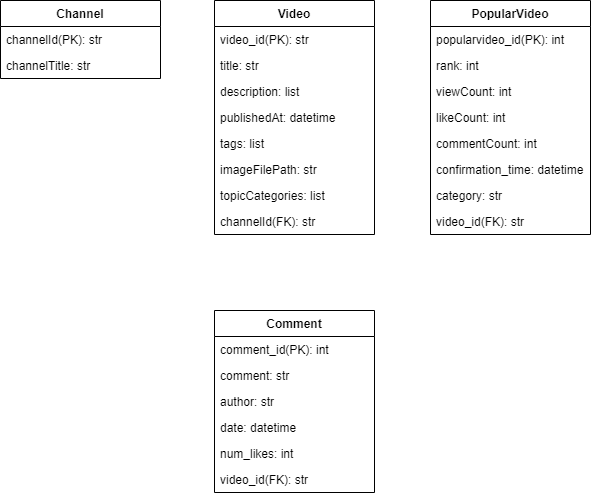 Channel
channelId(PK): str
channelTitle: str
Video
video_id(PK): str
title: str
description: list
publishedAt: datetime
tags: list
imageFilePath: str
topicCategories: list
channelId(FK): str
PopularVideo
popularvideo_id(PK): int
rank: int
viewCount: int
likeCount: int
commentCount: int
confirmation_time: datetime
category: str
video_id(FK): str
Comment
comment_id(PK): int
comment: str
author: str
date: datetime
num_likes: int
video_id(FK): str